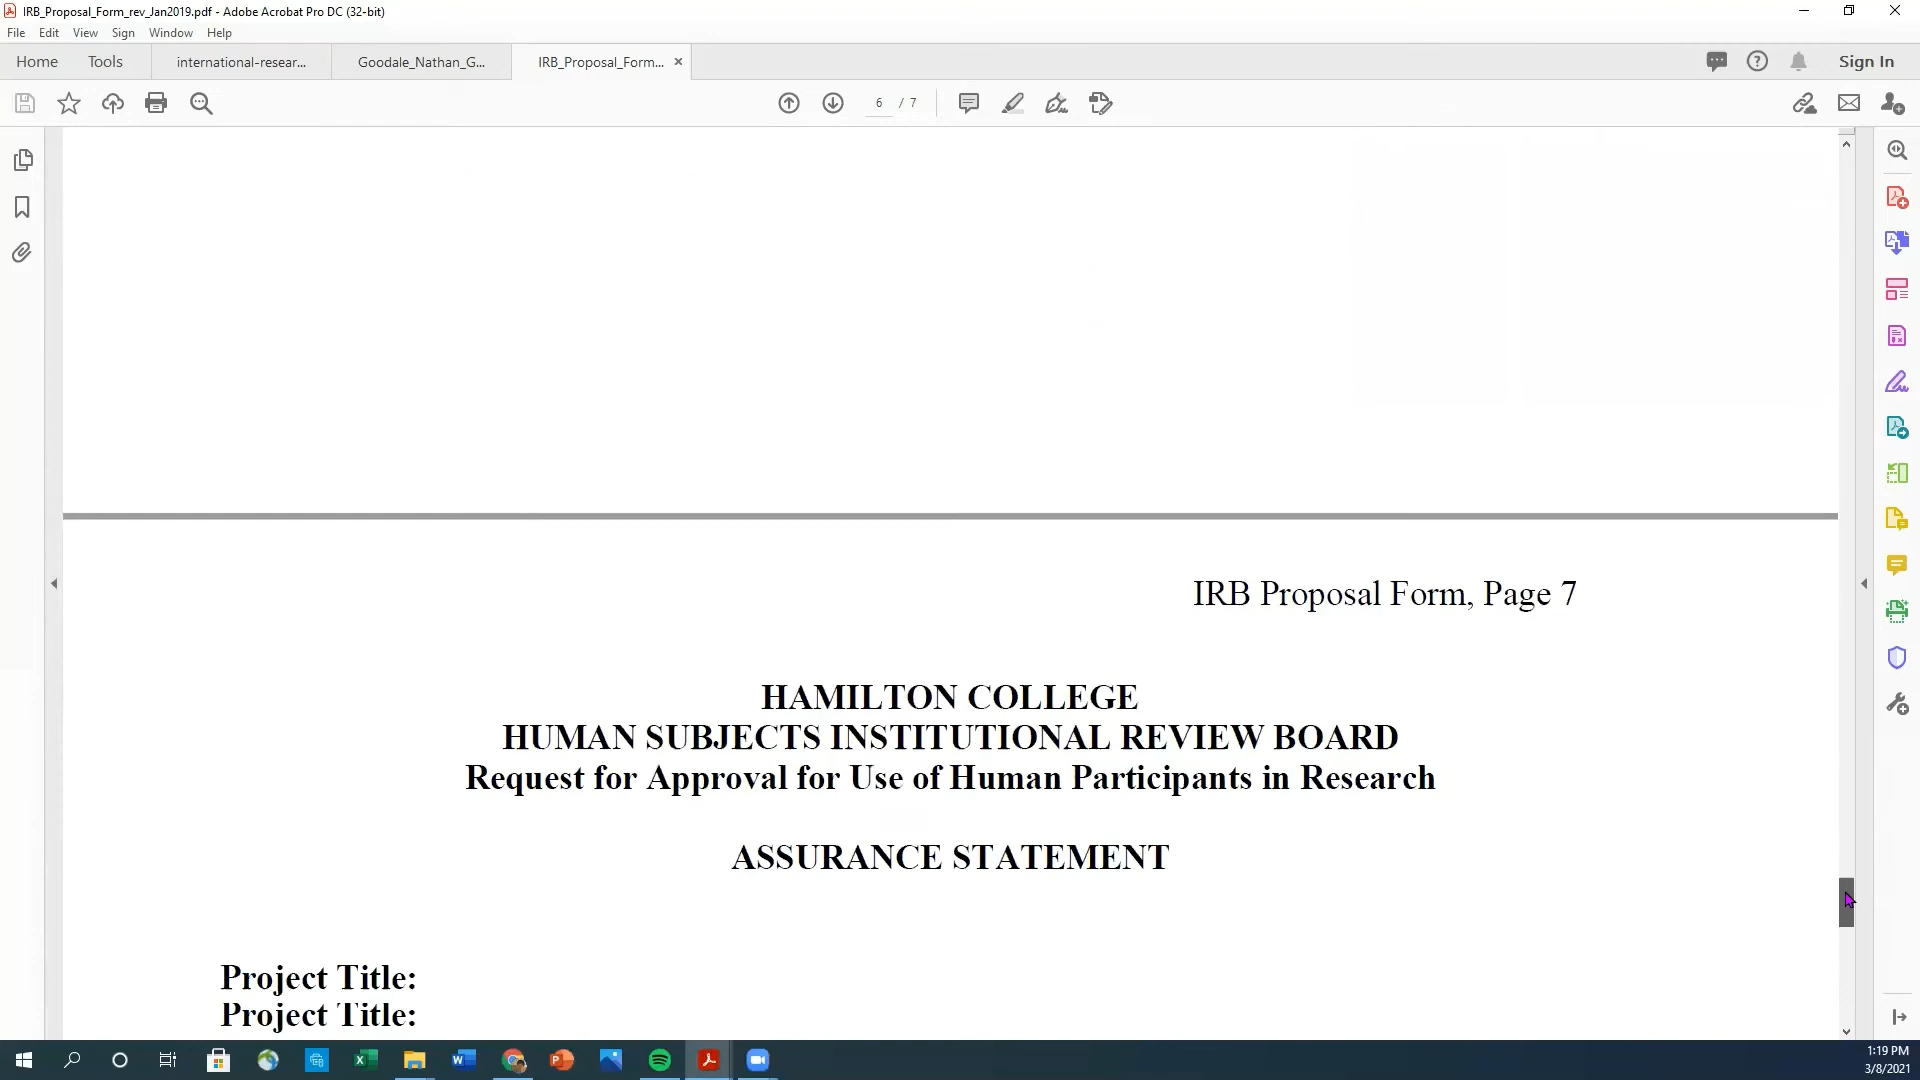 IRB_Proposal_Form_rev_Jan2019.pdf - Adobe Acrobat Pro DC (32-bit)
File Edit View Sign Window Help
Home Tools international-resear... Goodale_Nathan_G... IRB_Proposal_Form... × Sign In
6 / 7
IRB Proposal Form, Page 7
HAMILTON COLLEGE
HUMAN SUBJECTS INSTITUTIONAL REVIEW BOARD
Request for Approval for Use of Human Participants in Research
ASSURANCE STATEMENT
Project Title:
Project Title:
1:19 PM
3/8/2021